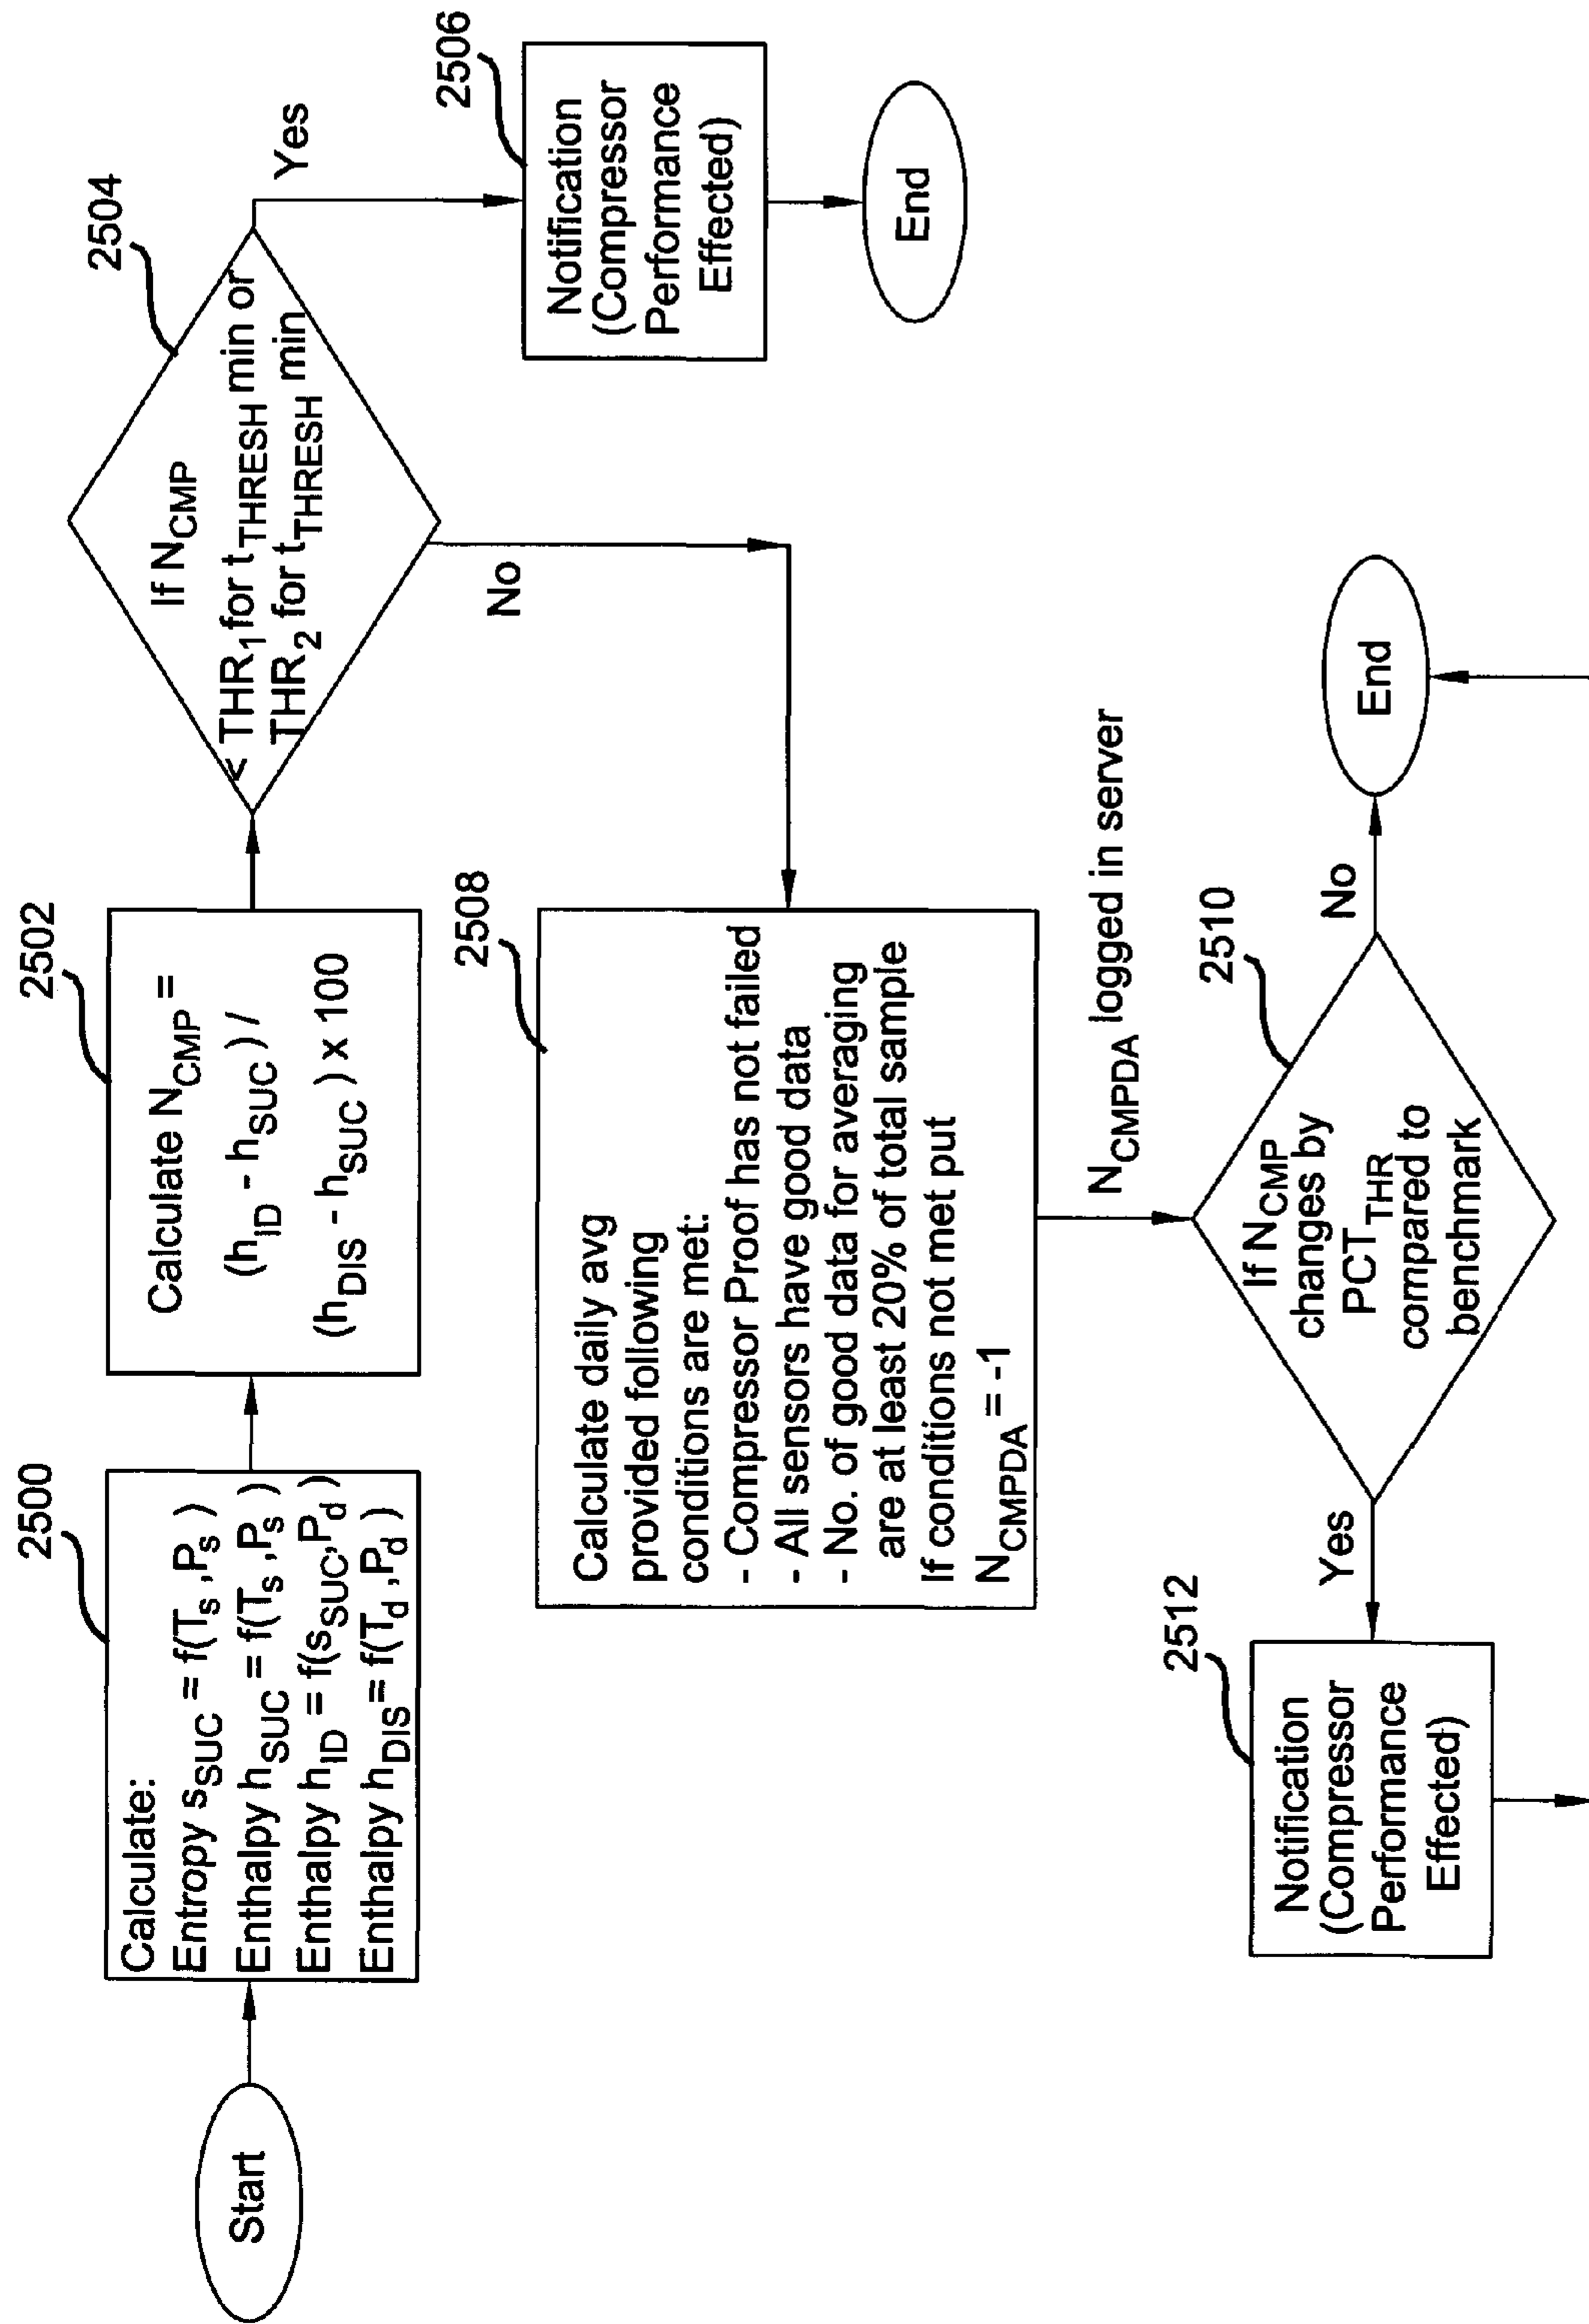 Start
2500
Calculate:
Entropy s_SUC = f(T_s ,P_s )
Enthalpy h_SUC = f(T_s ,P_s )
Enthalpy h_ID = f(s_SUC,P_d )
Enthalpy h_DIS = f(T_d ,P_d )
2502
Calculate N_CMP =
(h_ID - h_SUC) /
(h_DIS - h_SUC) x 100
2504
If N_CMP
< THR_1 for t_THRESH min or
THR_2 for t_THRESH min
Yes
2506
Notification
(Compressor
Performance
Effected)
End
No
2508
Calculate daily avg
provided following
conditions are met:
- Compressor Proof has not failed
- All sensors have good data
- No. of good data for averaging
are at least 20% of total sample
If conditions not met put
N_CMPDA = -1
N_CMPDA logged in server
2510
If N_CMP
changes by
PCT_THR
compared to
benchmark
No
End
Yes
2512
Notification
(Compressor
Performance
Effected)